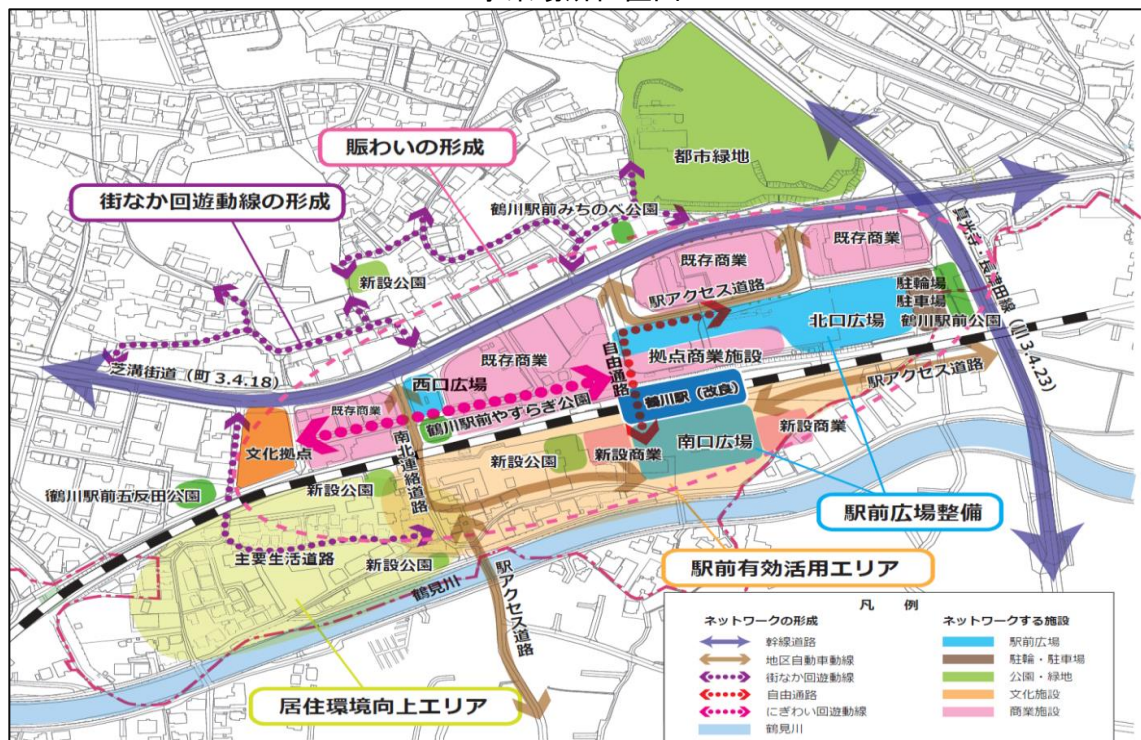 賑わいの形成
都市緑地
街なか回遊動線の形成
鶴川駅前みちのべ公園
新設公園
既存商業
既存商業
駅アクセス道路
駐輪場
駐車場
真光寺・長津田線（町3.4.23）
北口広場
鶴川駅前公園
芝溝街道（町 3.4.18）
既存商業
自由通路
拠点商業施設
西口広場
鶴川駅（改良）
駅アクセス道路
既存商業
鶴川駅前やすらぎ公園
文化拠点
南北連絡道路
新設公園
新設商業
南口広場
新設商業
鶴川駅前五反田公園
新設公園
駅前広場整備
主要生活道路
新設公園
駅前有効活用エリア
鶴見川
駅アクセス道路
居住環境向上エリア
凡　例
ネットワークの形成
幹線道路
地区自動車動線
街なか回遊動線
自由通路
にぎわい回遊動線
鶴見川
ネットワークする施設
駅前広場
駐輪・駐車場
公園・緑地
文化施設
商業施設